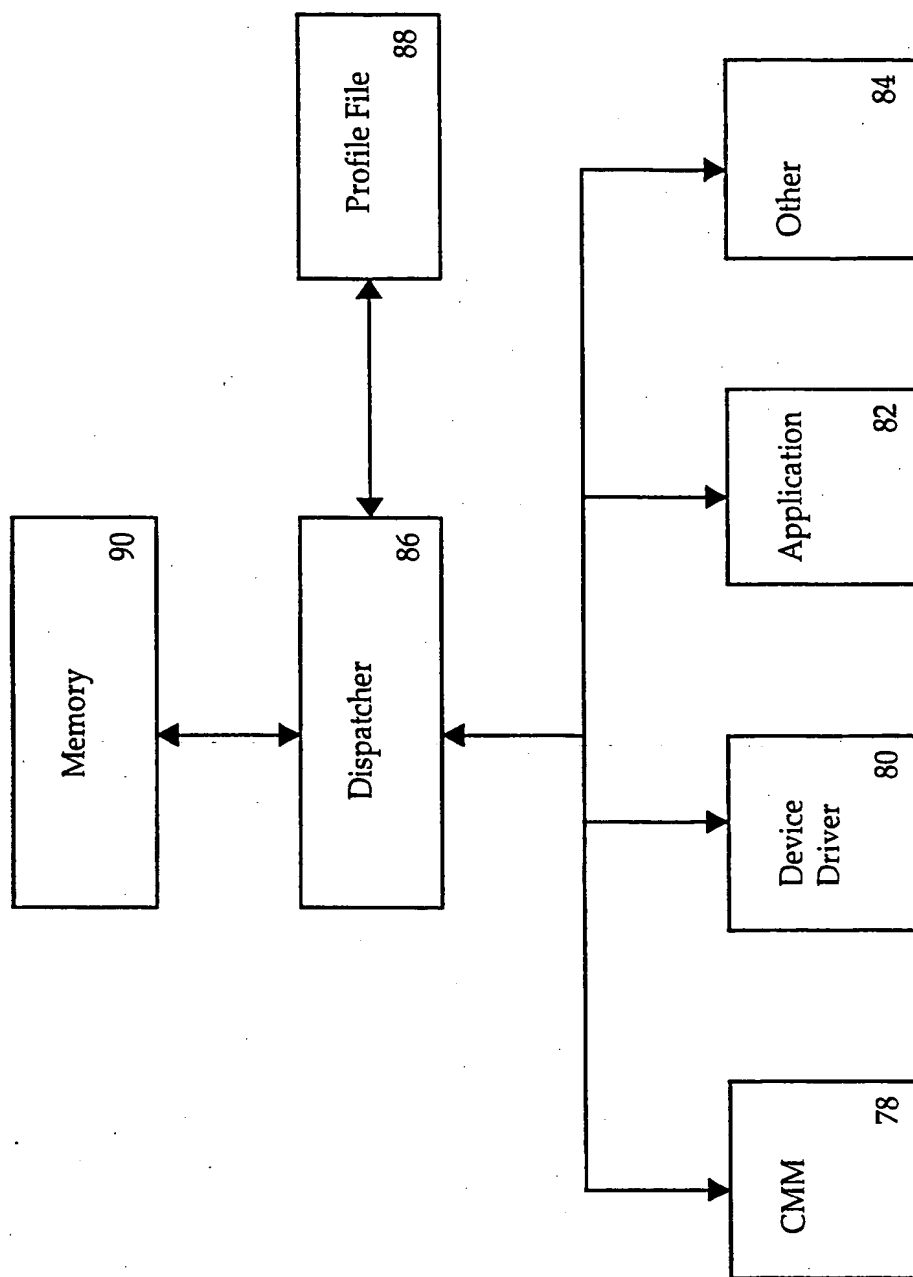 Memory
90
Dispatcher
86
Profile File
88
CMM
78
Device
Driver
80
Application
82
Other
84